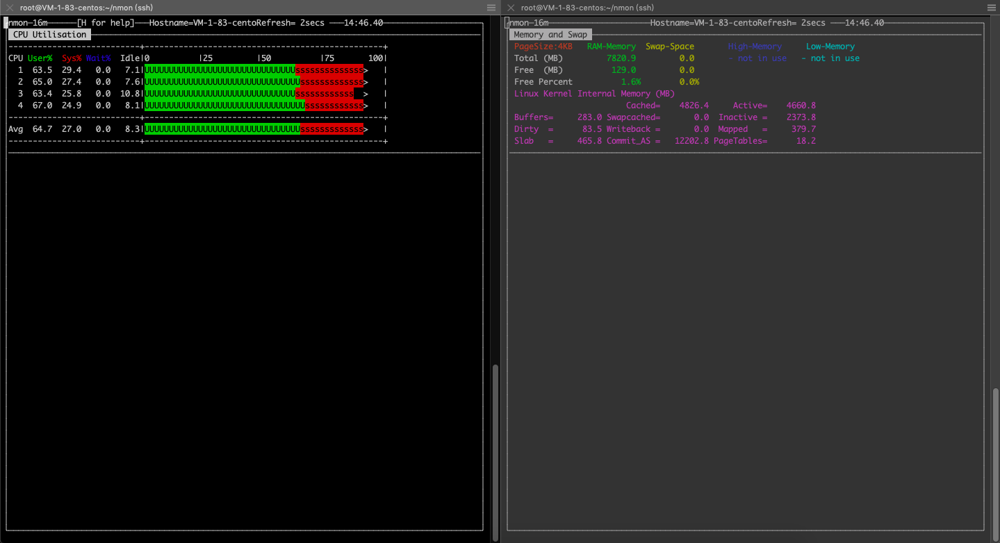 root@VM-1-83-centos:~/nmon (ssh)
nmon─16m──────[H for help]───Hostname=VM-1-83-centoRefresh= 2secs ───14:46.40
CPU Utilisation
---------------------------+-------------------------------------------------+
CPU User%  Sys% Wait%  Idle|0          |25         |50          |75       100|
  1  63.5  29.4   0.0   7.1|UUUUUUUUUUUUUUUUUUUUUUUUUUUUUUUssssssssssssss>   |
  2  65.0  27.4   0.0   7.6|UUUUUUUUUUUUUUUUUUUUUUUUUUUUUUUUsssssssssssss>   |
  3  63.4  25.8   0.0  10.8|UUUUUUUUUUUUUUUUUUUUUUUUUUUUUUUssssssssssss  >   |
  4  67.0  24.9   0.0   8.1|UUUUUUUUUUUUUUUUUUUUUUUUUUUUUUUUUssssssssssss>   |
---------------------------+-------------------------------------------------+
Avg  64.7  27.0   0.0   8.3|UUUUUUUUUUUUUUUUUUUUUUUUUUUUUUUUsssssssssssss>   |
---------------------------+-------------------------------------------------+
root@VM-1-83-centos:~/nmon (ssh)
nmon─16m─────────────────────Hostname=VM-1-83-centoRefresh= 2secs ───14:46.40
Memory and Swap
PageSize:4KB   RAM-Memory  Swap-Space       High-Memory     Low-Memory
Total (MB)         7820.9         0.0       - not in use   - not in use
Free  (MB)          129.0         0.0
Free Percent          1.6%        0.0%
Linux Kernel Internal Memory (MB)
                       Cached=    4826.4     Active=    4660.8
Buffers=     283.0 Swapcached=       0.0  Inactive =    2373.8
Dirty  =      83.5 Writeback =       0.0  Mapped   =     379.7
Slab   =     465.8 Commit_AS =   12202.8 PageTables=      18.2